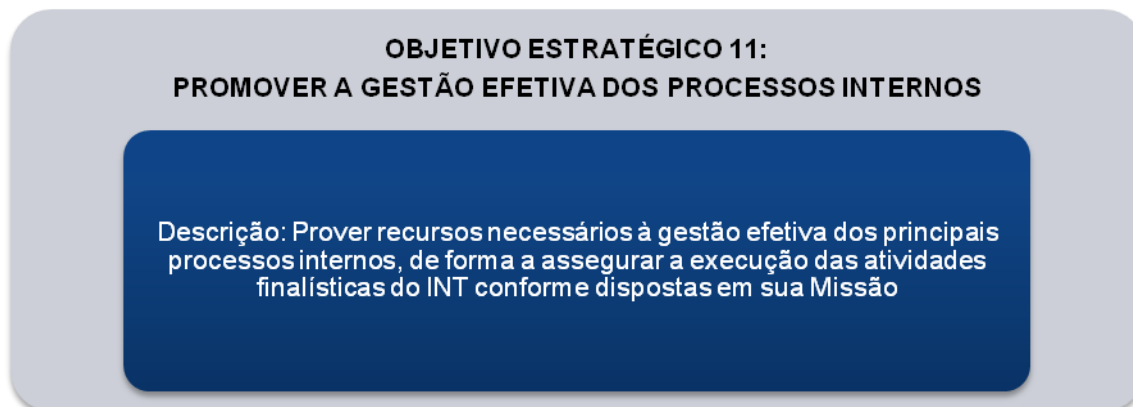 OBJETIVO ESTRATÉGICO 11:
PROMOVER A GESTÃO EFETIVA DOS PROCESSOS INTERNOS
Descrição: Prover recursos necessários à gestão efetiva dos principais
processos internos, de forma a assegurar a execução das atividades
finalísticas do INT conforme dispostas em sua Missão